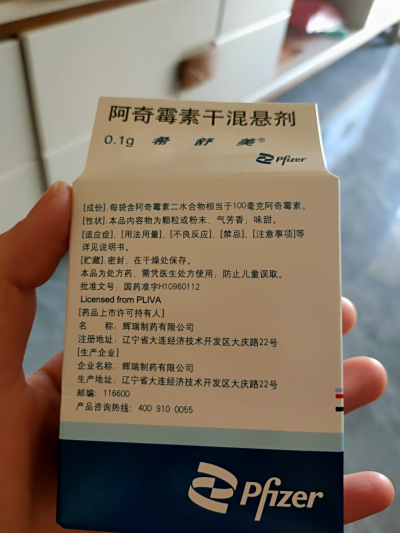 阿奇霉素干混悬剂
0.1g 希舒美®
Pfizer
[成份]. 每袋含阿奇霉素二水合物相当于100毫克阿奇霉素。
[性状]. 本品内容物为颗粒或粉末，气芳香，味甜。
[适应症]，[用法用量]，[不良反应]，[禁忌]，[注意事项]等
详见说明书。
[贮藏]. 密封，在干燥处保存。
本品为处方药，需凭医生处方使用; 防止儿童误取。
批准文号：国药准字H10960112
Licensed from PLIVA
[药品上市许可持有人]
名 称：辉瑞制药有限公司
注册地址：辽宁省大连经济技术开发区大庆路22号
[生产企业]
企业名称：辉瑞制药有限公司
生产地址：辽宁省大连经济技术开发区大庆路22号
邮编：116600
产品咨询热线：400 910 0055
Pfizer